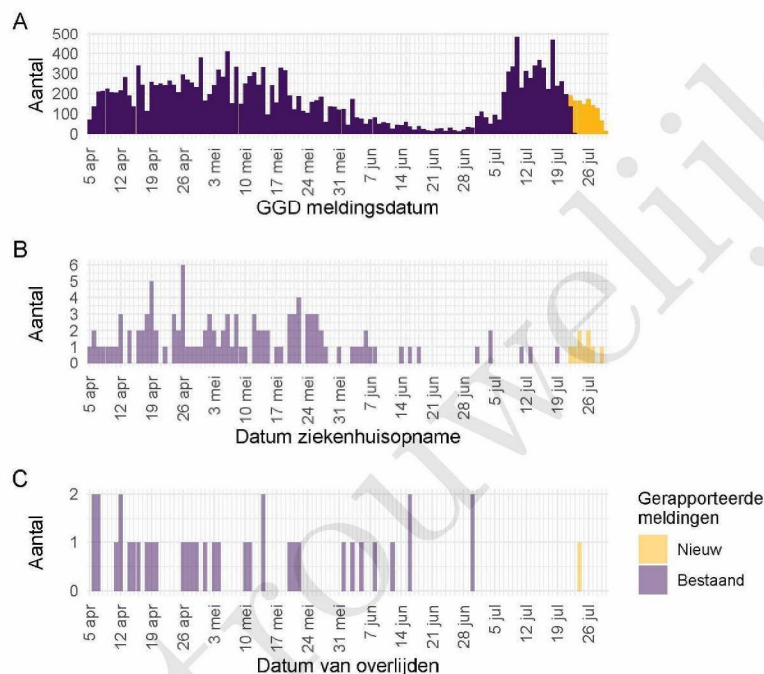 A
Aantal
500
400
300
200
100
0
5 apr
12 apr
19 apr
26 apr
3 mei
10 mei
17 mei
24 mei
31 mei
7 jun
14 jun
21 jun
28 jun
5 jul
12 jul
19 jul
26 jul
GGD meldingsdatum
B
Aantal
6
5
4
3
2
1
0
5 apr
12 apr
19 apr
26 apr
3 mei
10 mei
17 mei
24 mei
31 mei
7 jun
14 jun
21 jun
28 jun
5 jul
12 jul
19 jul
26 jul
Datum ziekenhuisopname
C
Aantal
2
1
0
5 apr
12 apr
19 apr
26 apr
3 mei
10 mei
17 mei
24 mei
31 mei
7 jun
14 jun
21 jun
28 jun
5 jul
12 jul
19 jul
26 jul
Datum van overlijden
Gerapporteerde
meldingen
Nieuw
Bestaand
trouwelijk